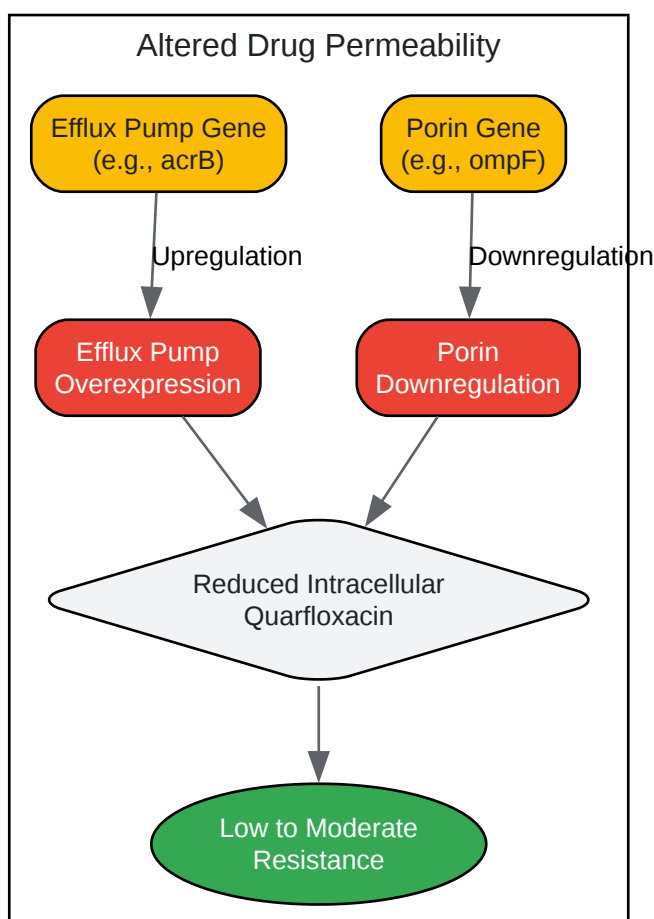 Altered Drug Permeability
Efflux Pump Gene
(e.g., acrB)
Porin Gene
(e.g., ompF)
Upregulation
Downregulation
Efflux Pump
Overexpression
Porin
Downregulation
Reduced Intracellular
Quarfloxacin
Low to Moderate
Resistance